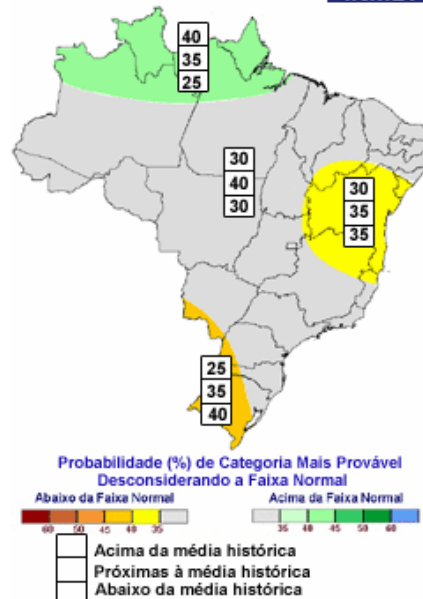 40
35
25
30
40
30
30
35
35
25
35
40
Probabilidade (%) de Categoria Mais Provável
Desconsiderando a Faixa Normal
Abaixo da Faixa Normal Acima da Faixa Normal
60 50 45 40 35 35 40 45 50 60
Acima da média histórica
Próximas à média histórica
Abaixo da média histórica